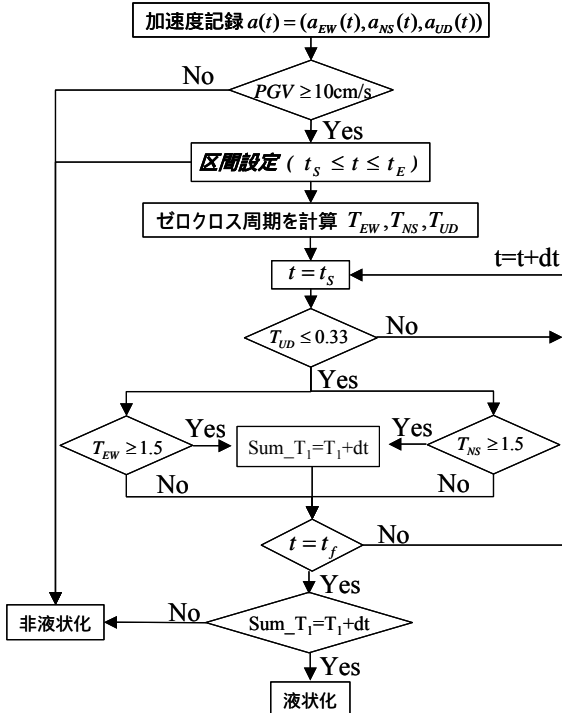 加速度記録 a(t) = (a_EW(t), a_NS(t), a_UD(t))
No
PGV ≥ 10cm/s
Yes
区間設定 ( t_S ≤ t ≤ t_E )
ゼロクロス周期を計算 T_EW, T_NS, T_UD
t=t+dt
t = t_S
T_UD ≤ 0.33
No
Yes
T_EW ≥ 1.5
Yes
Sum_T₁=T₁+dt
Yes
T_NS ≥ 1.5
No
No
t = t_f
No
Yes
非液状化
No
Sum_T₁=T₁+dt
Yes
液状化